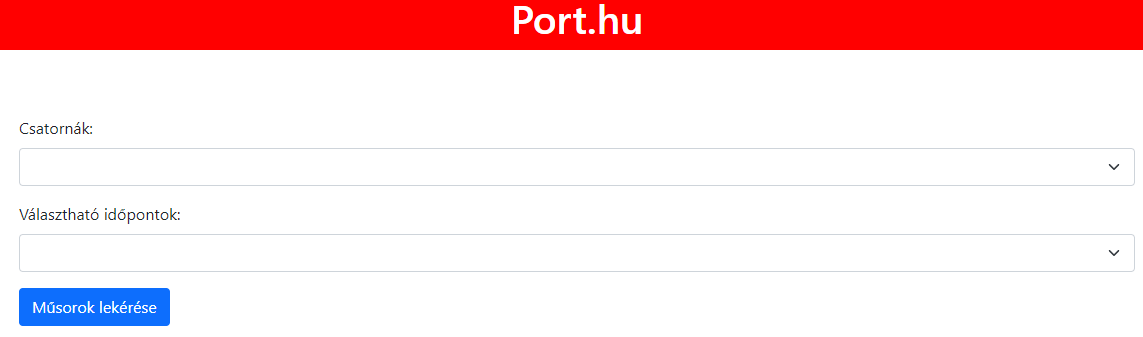 Port.hu
Csatornák:
Választható időpontok:
Műsorok lekérése